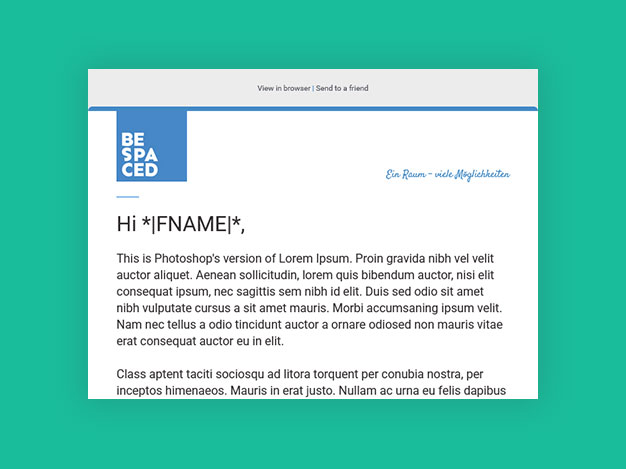 View in browser | Send to a friend
BE
SPA
CED
Ein Raum - viele Möglichkeiten
Hi *|FNAME|*,
This is Photoshop's version of Lorem Ipsum. Proin gravida nibh vel velit
auctor aliquet. Aenean sollicitudin, lorem quis bibendum auctor, nisi elit
consequat ipsum, nec sagittis sem nibh id elit. Duis sed odio sit amet
nibh vulputate cursus a sit amet mauris. Morbi accumsaning ipsum velit.
Nam nec tellus a odio tincidunt auctor a ornare odiosed non mauris vitae
erat consequat auctor eu in elit.
Class aptent taciti sociosqu ad litora torquent per conubia nostra, per
inceptos himenaeos. Mauris in erat justo. Nullam ac urna eu felis dapibus